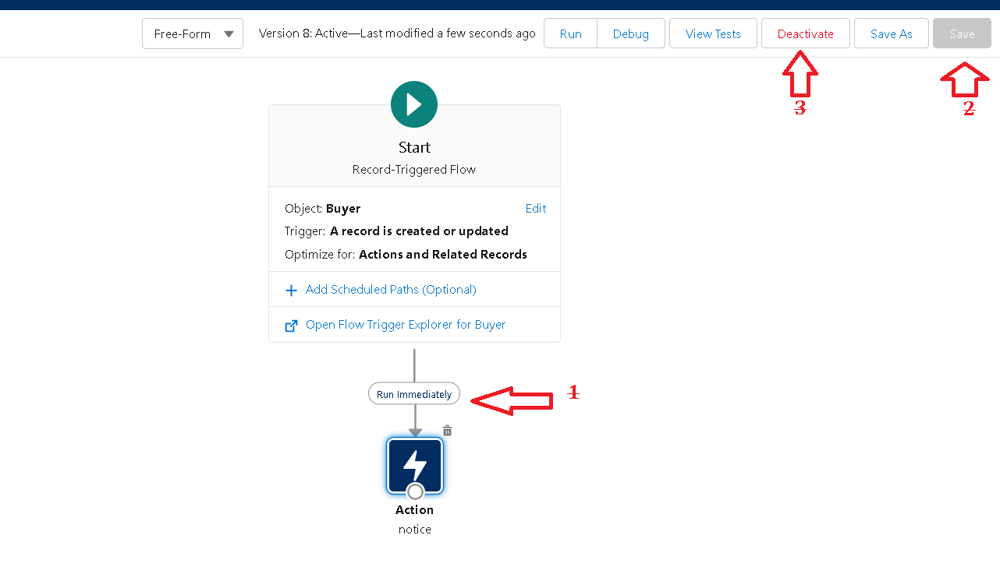 Free-Form Version 8: Active—Last modified a few seconds ago Run Debug View Tests Deactivate Save As Save
3 2
Start
Record-Triggered Flow
Object: Buyer Edit
Trigger: A record is created or updated
Optimize for: Actions and Related Records
Add Scheduled Paths (Optional)
Open Flow Trigger Explorer for Buyer
Run Immediately 1
Action
notice